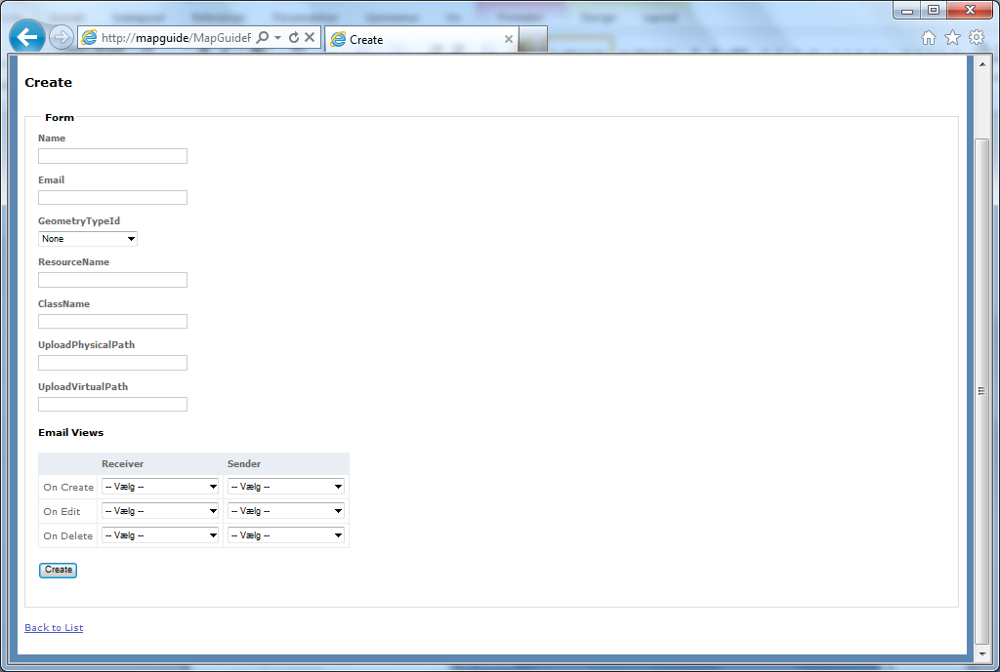 http://mapguide/MapGuideF
Create
Create
Form
Name
Email
GeometryTypeId
None
ResourceName
ClassName
UploadPhysicalPath
UploadVirtualPath
Email Views
Receiver Sender
On Create -- Vælg -- -- Vælg --
On Edit -- Vælg -- -- Vælg --
On Delete -- Vælg -- -- Vælg --
Create
Back to List